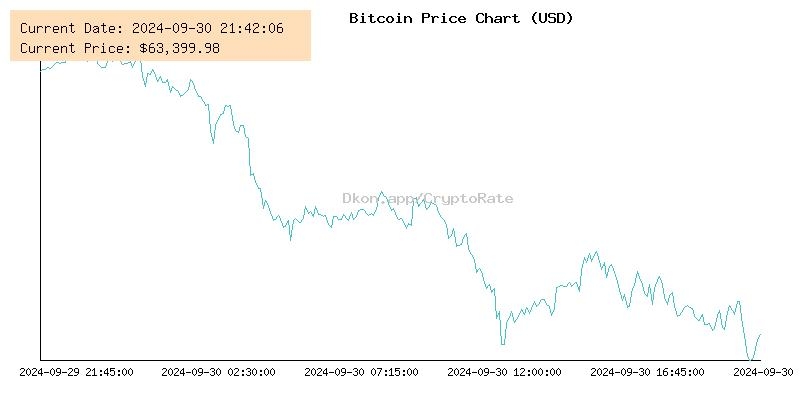 Bitcoin Price Chart (USD)
Current Date: 2024-09-30 21:42:06
Current Price: $63,399.98
Dkon.app/CryptoRate
2024-09-29 21:45:00 2024-09-30 02:30:00 2024-09-30 07:15:00 2024-09-30 12:00:00 2024-09-30 16:45:00 2024-09-30